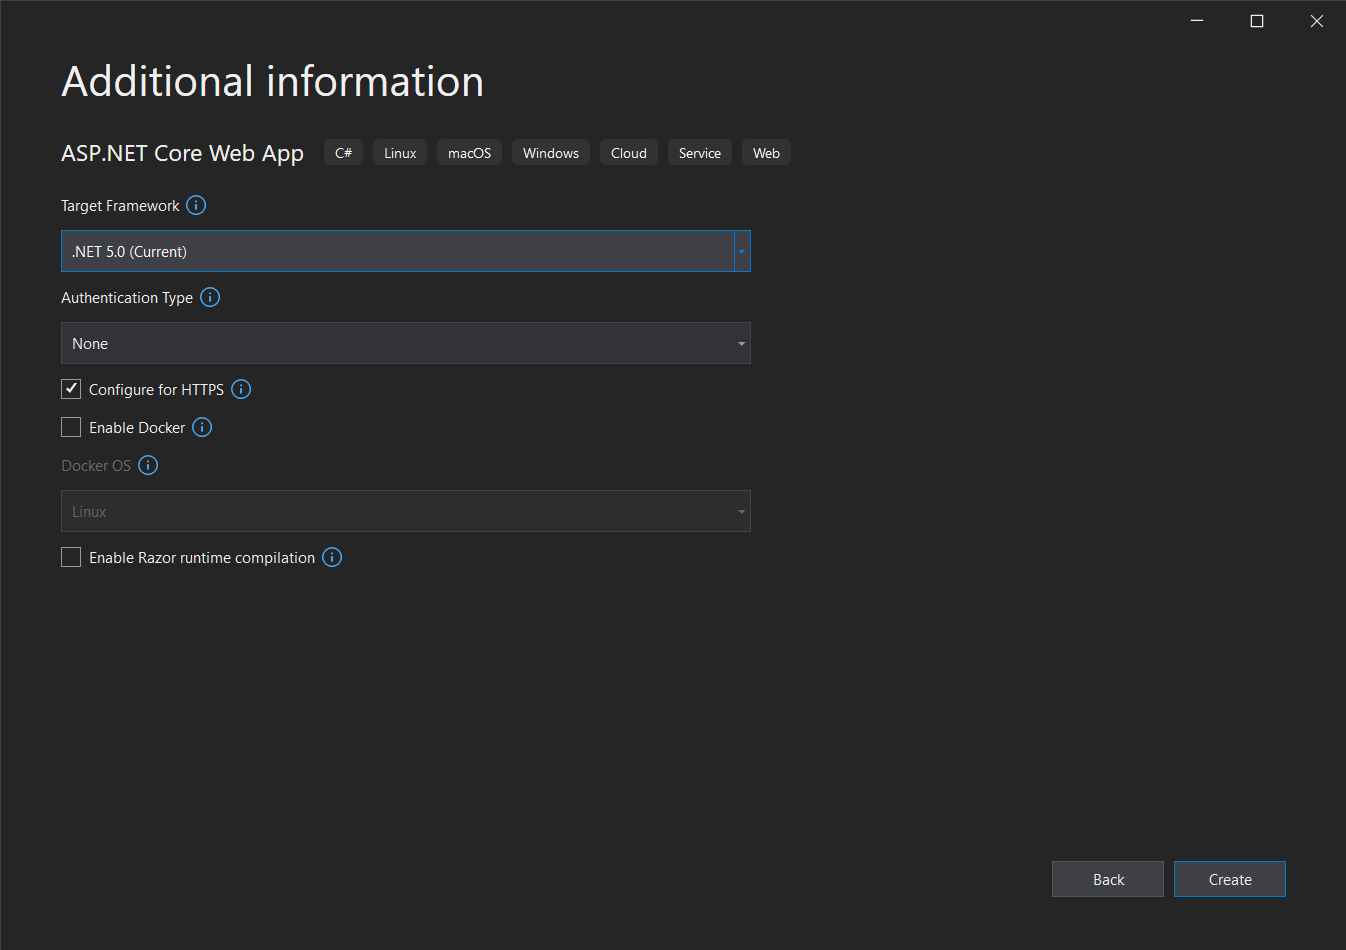 Additional information
ASP.NET Core Web App C# Linux macOS Windows Cloud Service Web
Target Framework
.NET 5.0 (Current)
Authentication Type
None
Configure for HTTPS
Enable Docker
Docker OS
Linux
Enable Razor runtime compilation
Back Create